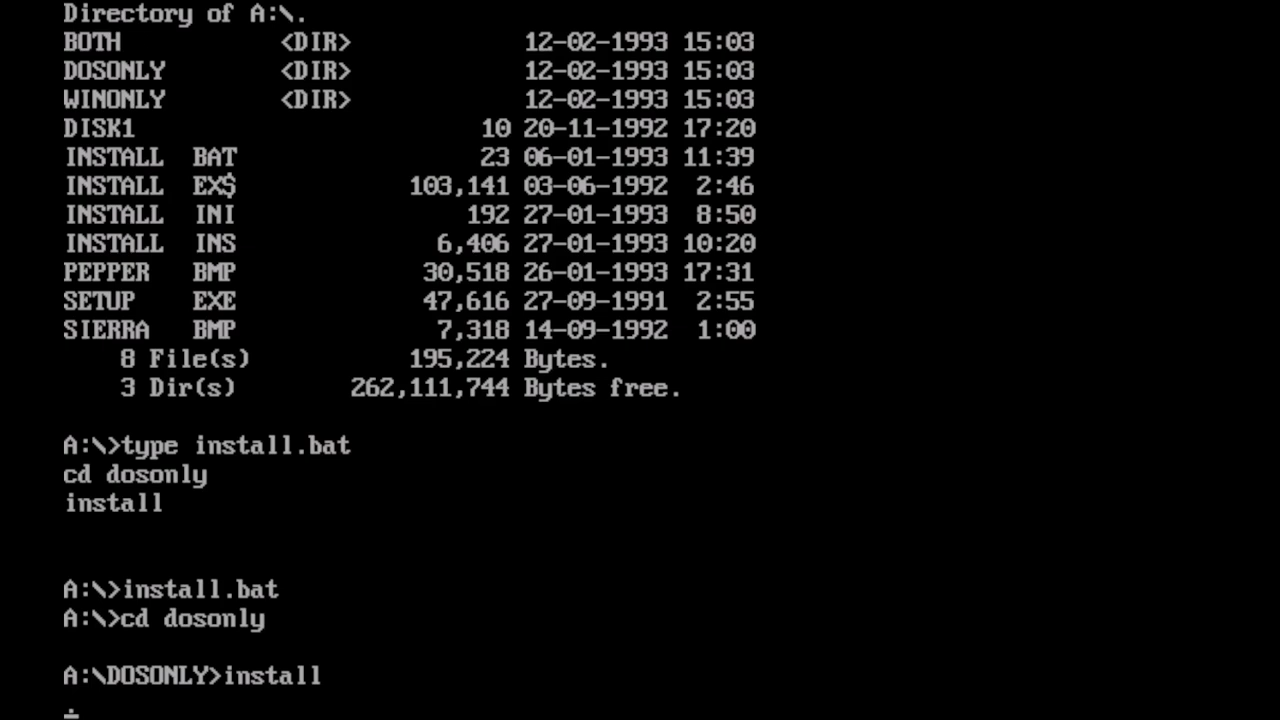 Directory of A:\.
BOTH <DIR> 12-02-1993 15:03
DOSONLY <DIR> 12-02-1993 15:03
WINONLY <DIR> 12-02-1993 15:03
DISK1 10 20-11-1992 17:20
INSTALL BAT 23 06-01-1993 11:39
INSTALL EX$ 103,141 03-06-1992 2:46
INSTALL INI 192 27-01-1993 8:50
INSTALL INS 6,406 27-01-1993 10:20
PEPPER BMP 30,518 26-01-1993 17:31
SETUP EXE 47,616 27-09-1991 2:55
SIERRA BMP 7,318 14-09-1992 1:00
8 File(s) 195,224 Bytes.
3 Dir(s) 262,111,744 Bytes free.
A:\>type install.bat
cd dosonly
install
A:\>install.bat
A:\>cd dosonly
A:\DOSONLY>install